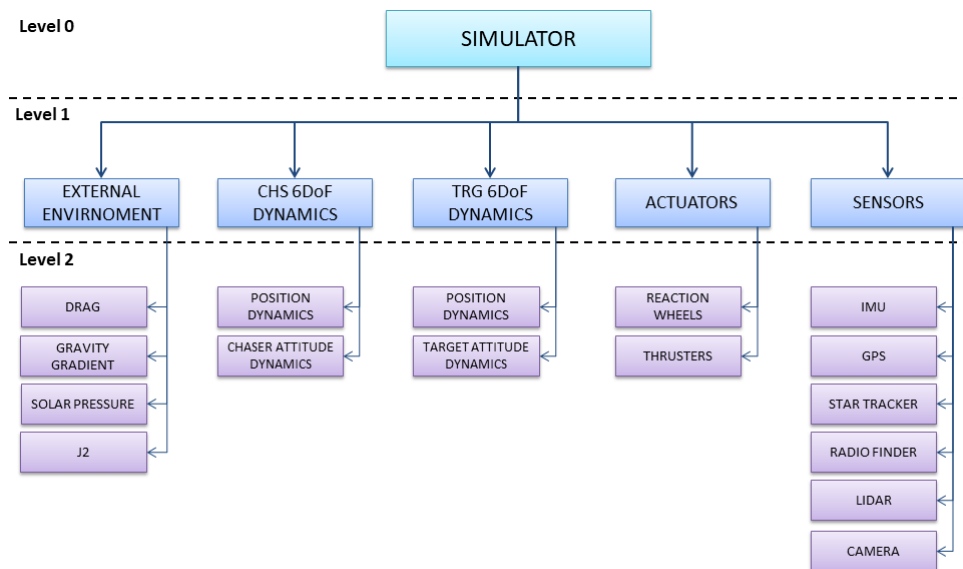 Level 0
SIMULATOR
Level 1
EXTERNAL
ENVIRNOMENT
CHS 6DoF
DYNAMICS
TRG 6DoF
DYNAMICS
ACTUATORS
SENSORS
Level 2
DRAG
GRAVITY
GRADIENT
SOLAR PRESSURE
J2
POSITION
DYNAMICS
CHASER ATTITUDE
DYNAMICS
POSITION
DYNAMICS
TARGET ATTITUDE
DYNAMICS
REACTION
WHEELS
THRUSTERS
IMU
GPS
STAR TRACKER
RADIO FINDER
LIDAR
CAMERA